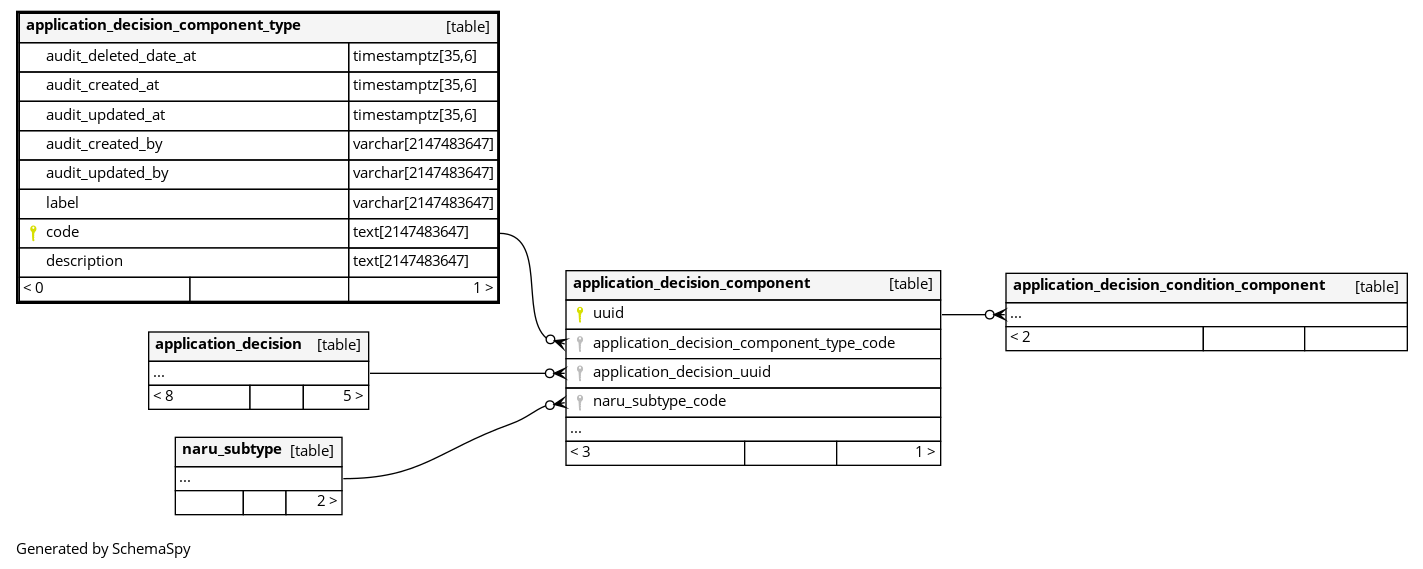 application_decision_component_type [table]
audit_deleted_date_at timestamptz[35,6]
audit_created_at timestamptz[35,6]
audit_updated_at timestamptz[35,6]
audit_created_by varchar[2147483647]
audit_updated_by varchar[2147483647]
label varchar[2147483647]
code text[2147483647]
description text[2147483647]
< 0 1 >
application_decision [table]
...
< 8 5 >
naru_subtype [table]
...
2 >
application_decision_component [table]
uuid
application_decision_component_type_code
application_decision_uuid
naru_subtype_code
...
< 3 1 >
application_decision_condition_component [table]
...
< 2
Generated by SchemaSpy